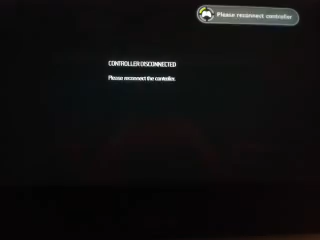 Please reconnect controller
CONTROLLER DISCONNECTED
Please reconnect the controller.